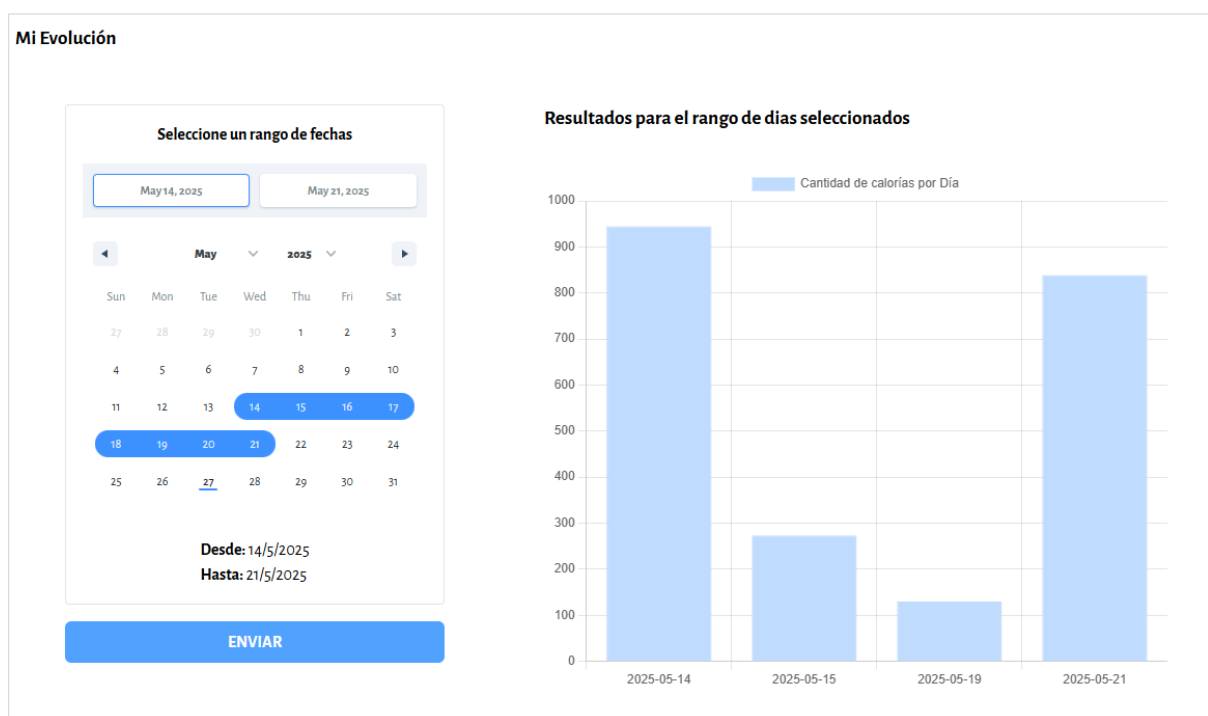 Mi Evolución
Seleccione un rango de fechas
May 14, 2025
May 21, 2025
May
2025
Sun Mon Tue Wed Thu Fri Sat
27 28 29 30 1 2 3
4 5 6 7 8 9 10
11 12 13 14 15 16 17
18 19 20 21 22 23 24
25 26 27 28 29 30 31
Desde: 14/5/2025
Hasta: 21/5/2025
ENVIAR
Resultados para el rango de dias seleccionados
Cantidad de calorías por Día
1000
900
800
700
600
500
400
300
200
100
0
2025-05-14 2025-05-15 2025-05-19 2025-05-21